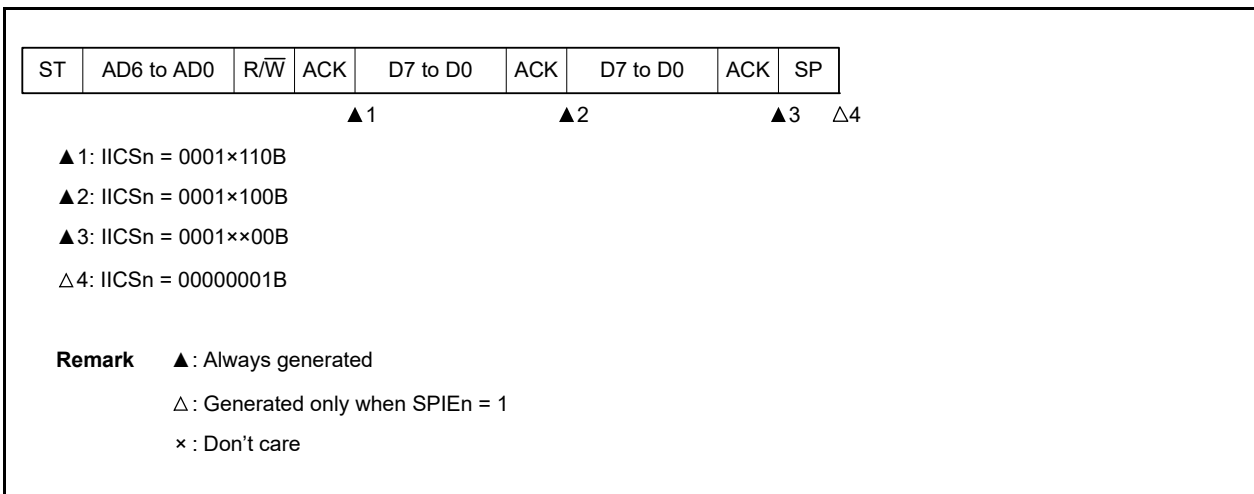 ST AD6 to AD0 R/W̅ ACK D7 to D0 ACK D7 to D0 ACK SP
▲1 ▲2 ▲3 △4
▲1: IICSn = 0001×110B
▲2: IICSn = 0001×100B
▲3: IICSn = 0001××00B
△4: IICSn = 00000001B
Remark ▲: Always generated
△: Generated only when SPIEn = 1
×: Don't care